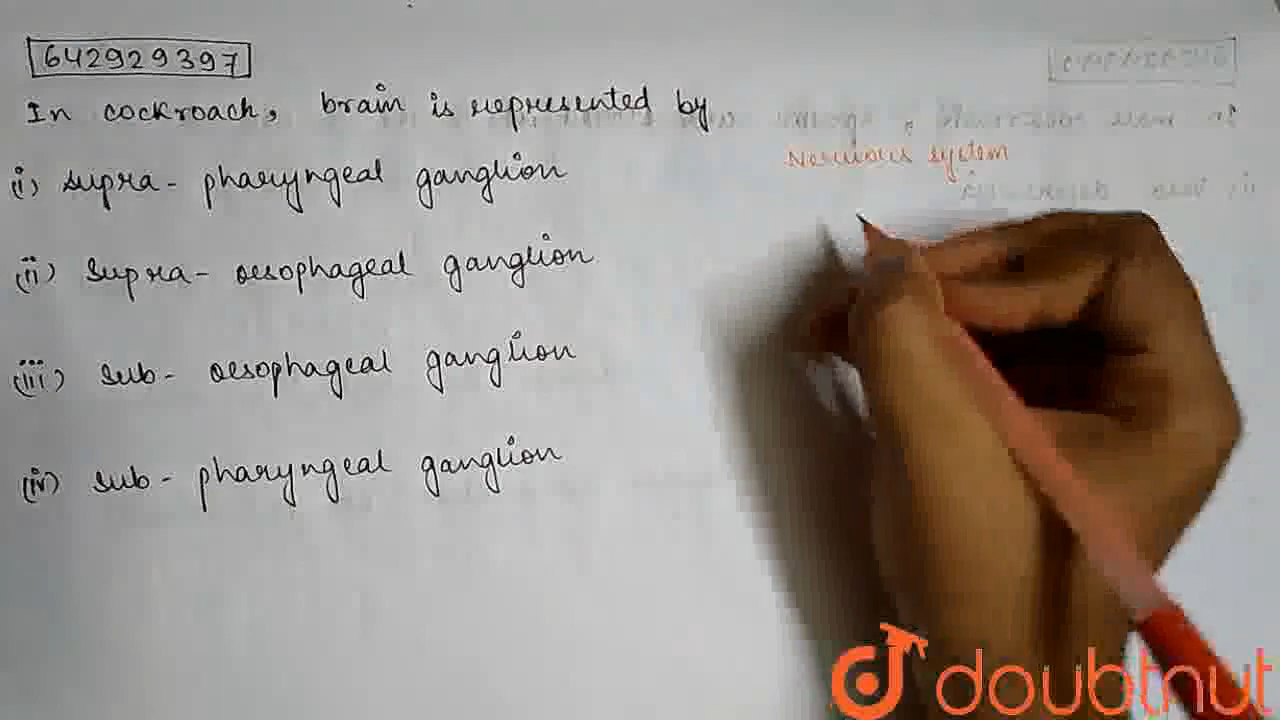 642929397
In cockroach, brain is represented by
Nervous system
(i) supra - pharyngeal ganglion
(ii) supra - oesophageal ganglion
(iii) sub - oesophageal ganglion
(iv) sub - pharyngeal ganglion
doubtnut